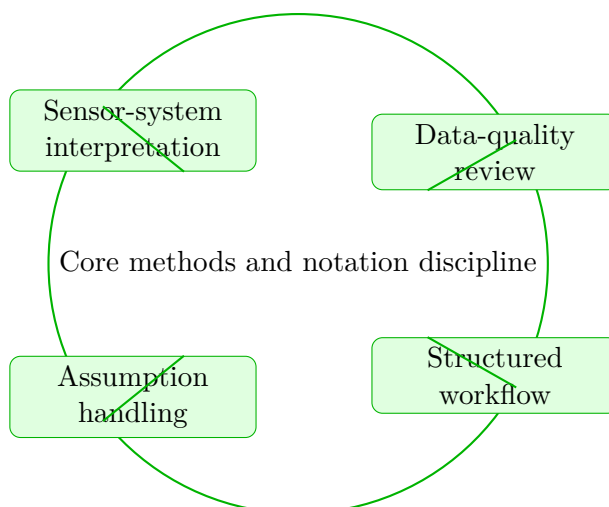 Sensor-system
interpretation
Data-quality
review
Core methods and notation discipline
Assumption
handling
Structured
workflow